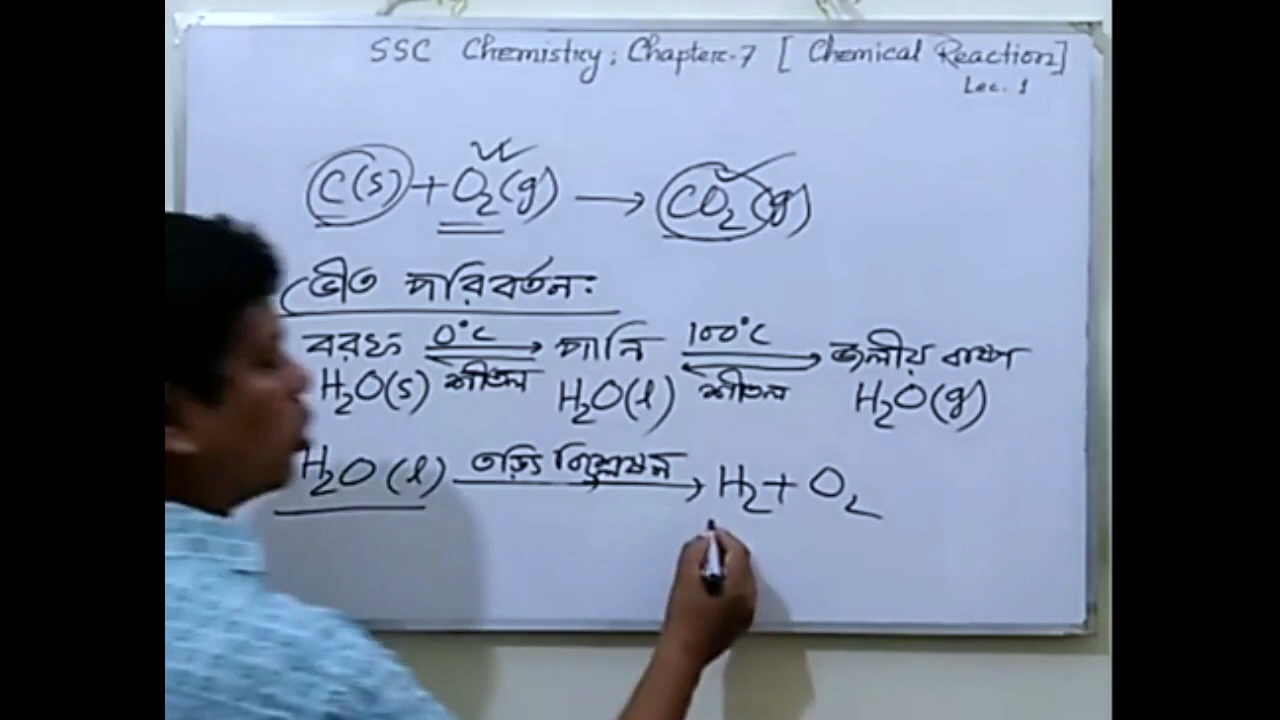 SSC Chemistry; Chapter-7 [Chemical Reaction]
Lec. 1
C(s) + O₂(g) → CO₂(g)
ভৌত পরিবর্তন:
বরফ 0°C ⇌ শীতল পানি 100°C ⇌ শীতল জলীয় বাষ্প
H₂O(s) H₂O(l) H₂O(g)
H₂O(l) তড়িৎ বিশ্লেষণ → H₂ + O₂